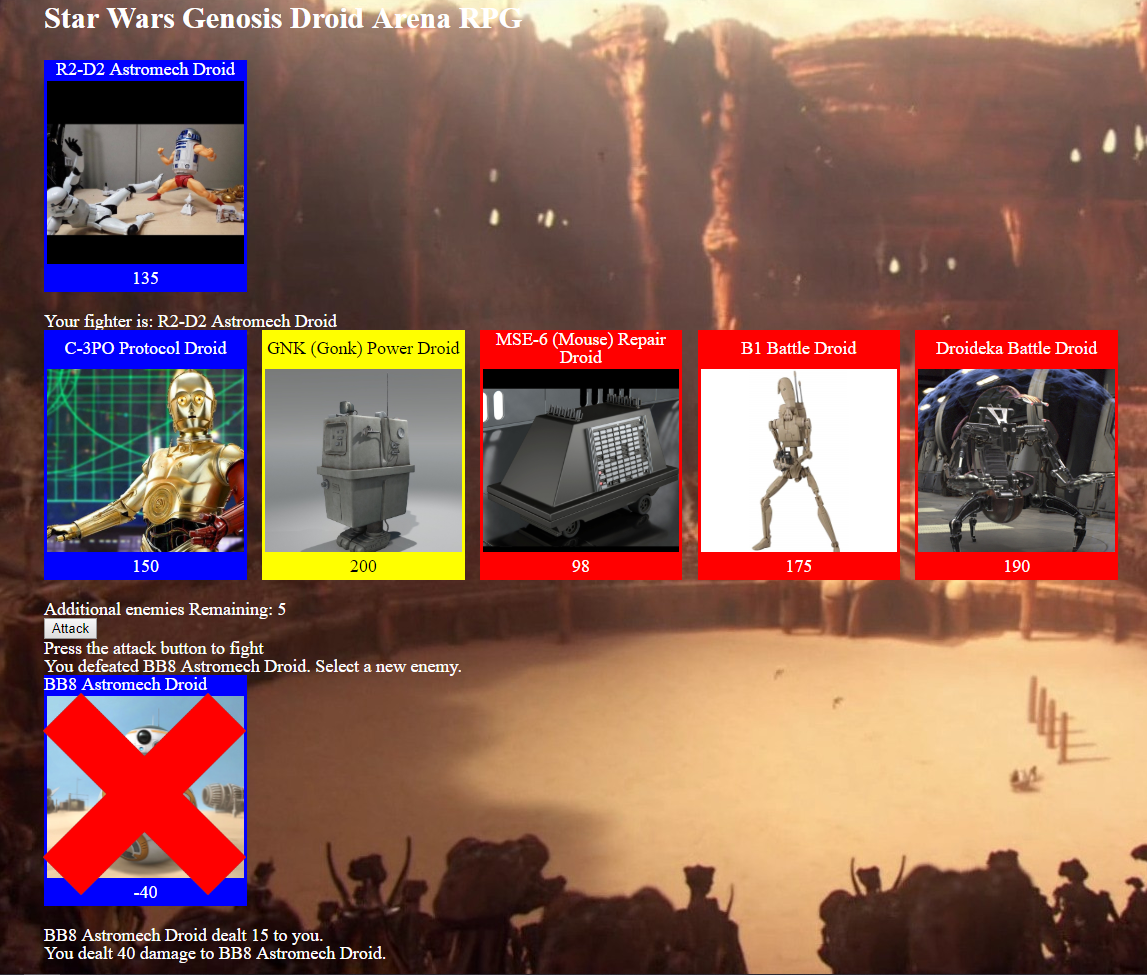 Star Wars Genosis Droid Arena RPG
R2-D2 Astromech Droid
135
Your fighter is: R2-D2 Astromech Droid
C-3PO Protocol Droid
150
GNK (Gonk) Power Droid
200
MSE-6 (Mouse) Repair
Droid
98
B1 Battle Droid
175
Droideka Battle Droid
190
Additional enemies Remaining: 5
Attack
Press the attack button to fight
You defeated BB8 Astromech Droid. Select a new enemy.
BB8 Astromech Droid
-40
BB8 Astromech Droid dealt 15 to you.
You dealt 40 damage to BB8 Astromech Droid.